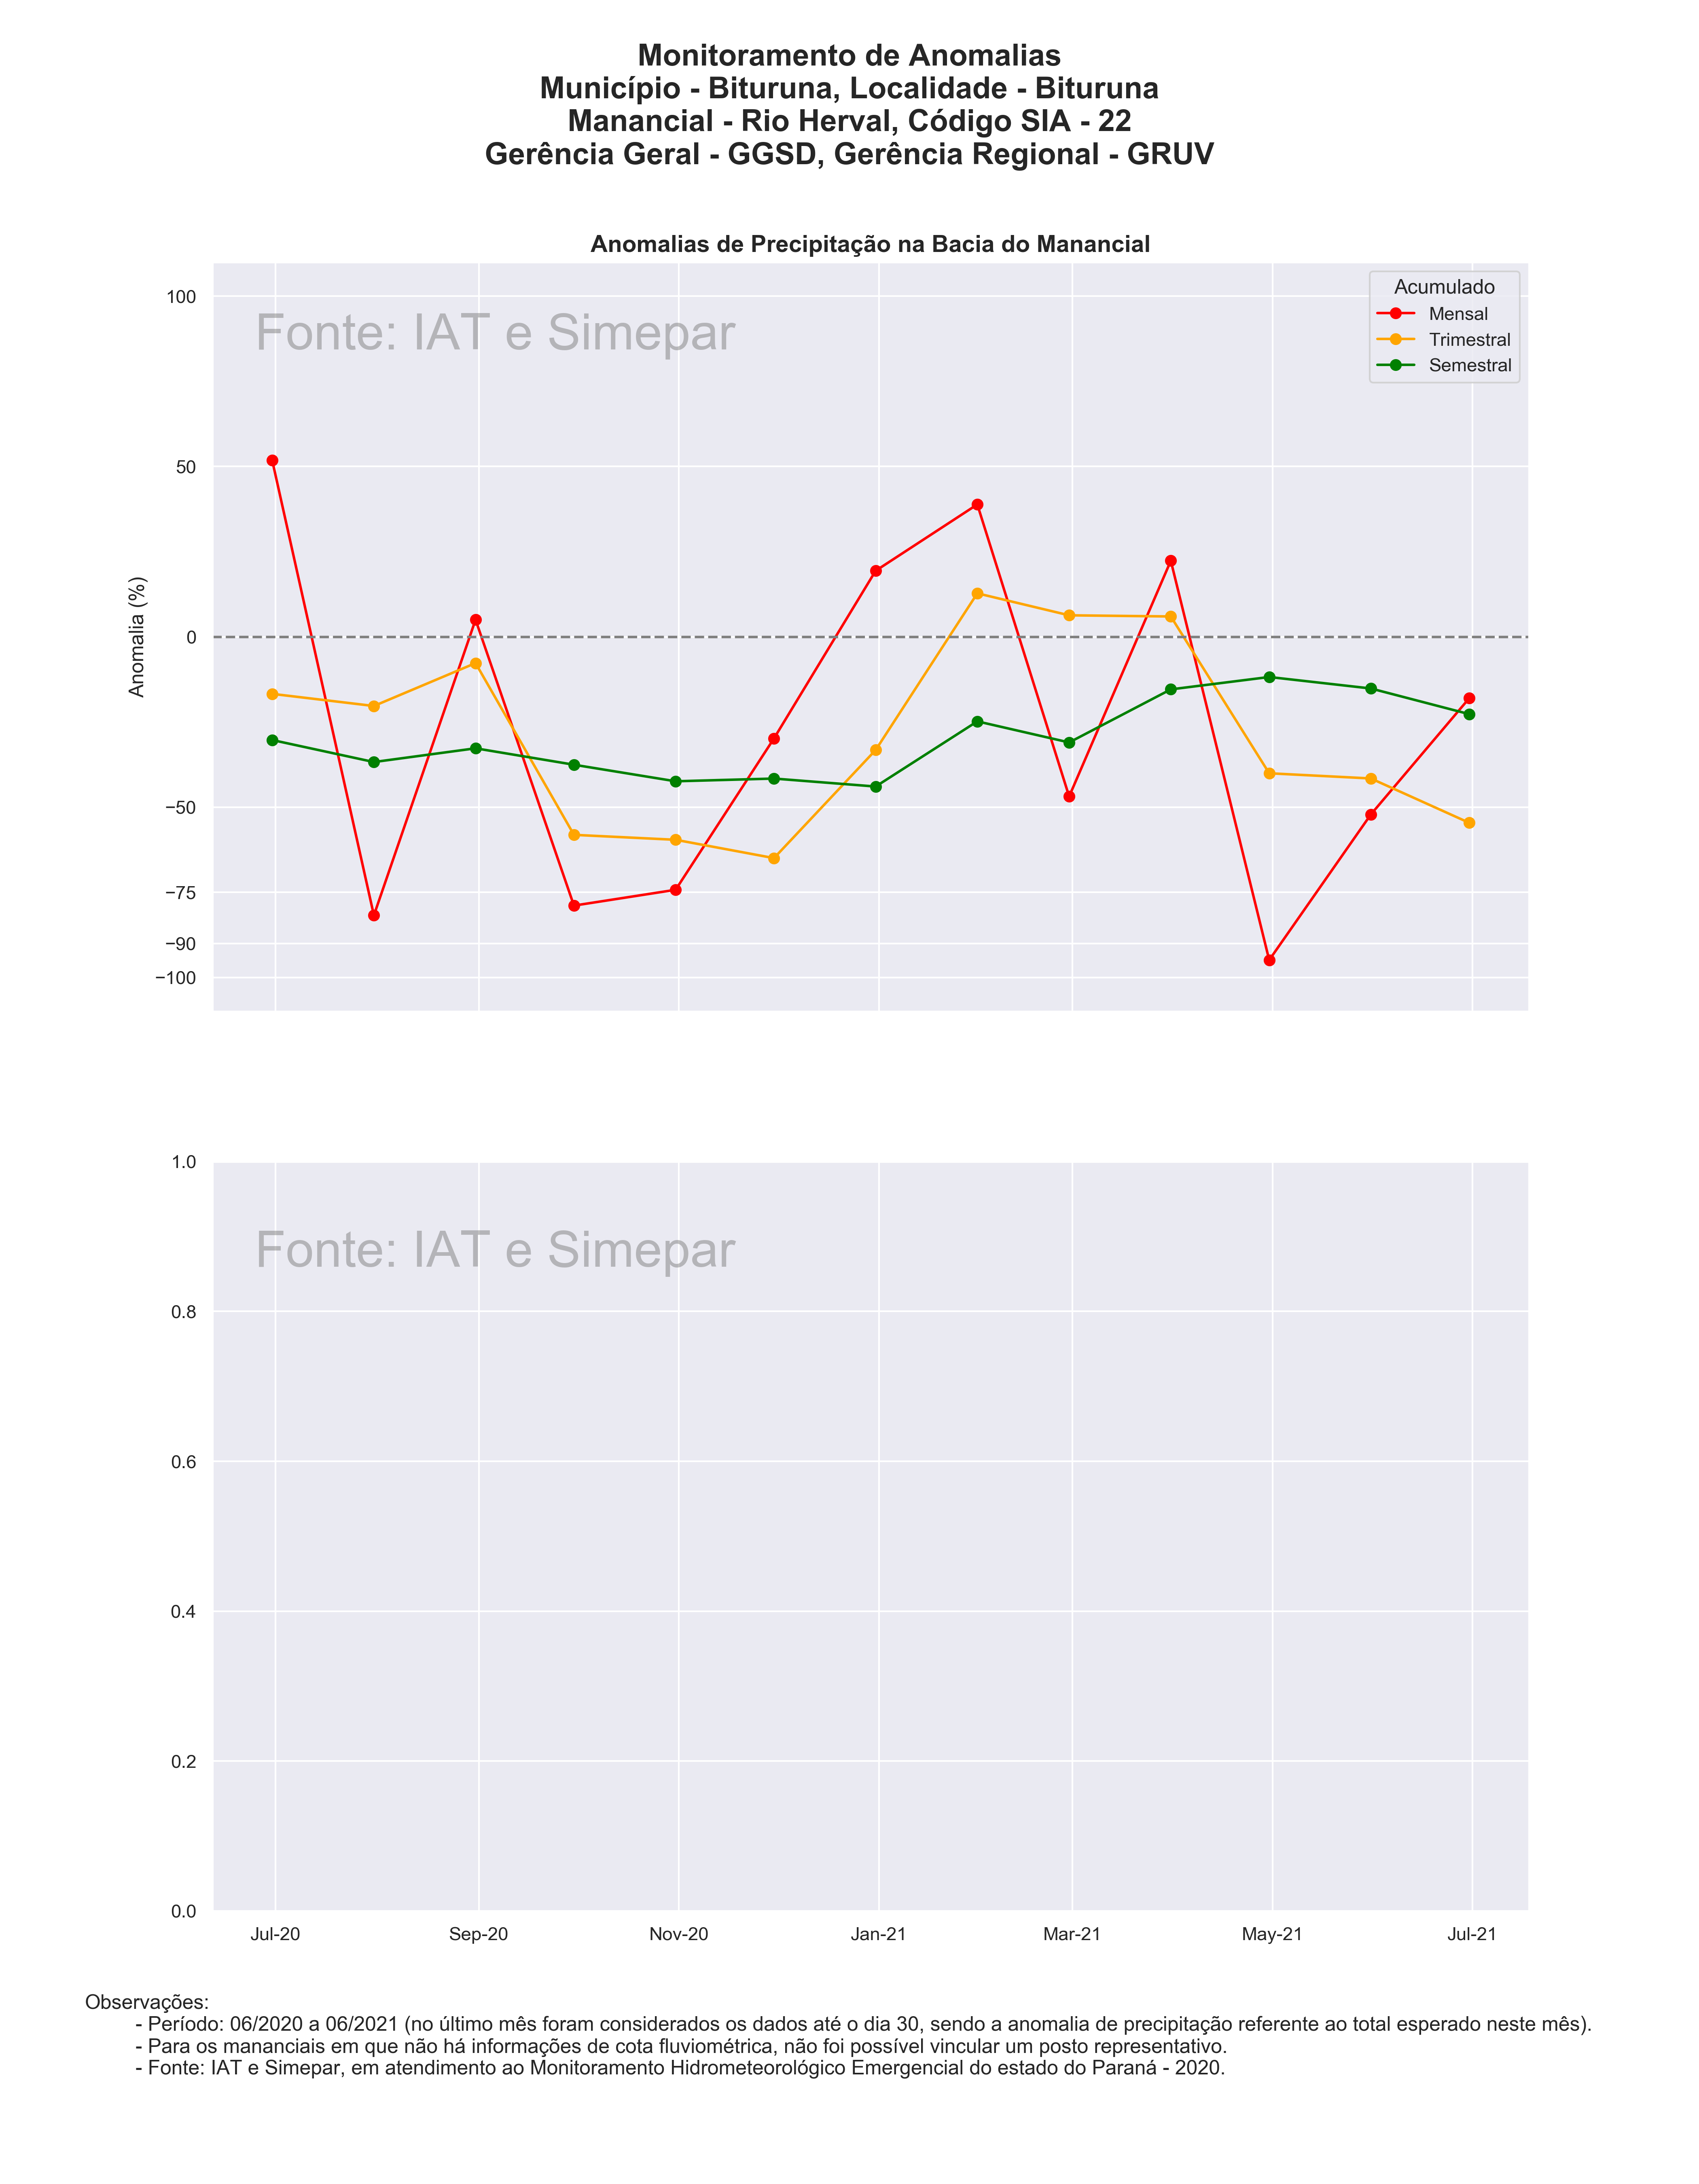 Monitoramento de Anomalias
Município - Bituruna, Localidade - Bituruna
Manancial - Rio Herval, Código SIA - 22
Gerência Geral - GGSD, Gerência Regional - GRUV
Anomalias de Precipitação na Bacia do Manancial
Fonte: IAT e Simepar
Acumulado
Mensal
Trimestral
Semestral
Anomalia (%)
100
50
0
−50
−75
−90
−100
Fonte: IAT e Simepar
1.0
0.8
0.6
0.4
0.2
0.0
Jul-20 Sep-20 Nov-20 Jan-21 Mar-21 May-21 Jul-21
Observações:
- Período: 06/2020 a 06/2021 (no último mês foram considerados os dados até o dia 30, sendo a anomalia de precipitação referente ao total esperado neste mês).
- Para os mananciais em que não há informações de cota fluviométrica, não foi possível vincular um posto representativo.
- Fonte: IAT e Simepar, em atendimento ao Monitoramento Hidrometeorológico Emergencial do estado do Paraná - 2020.